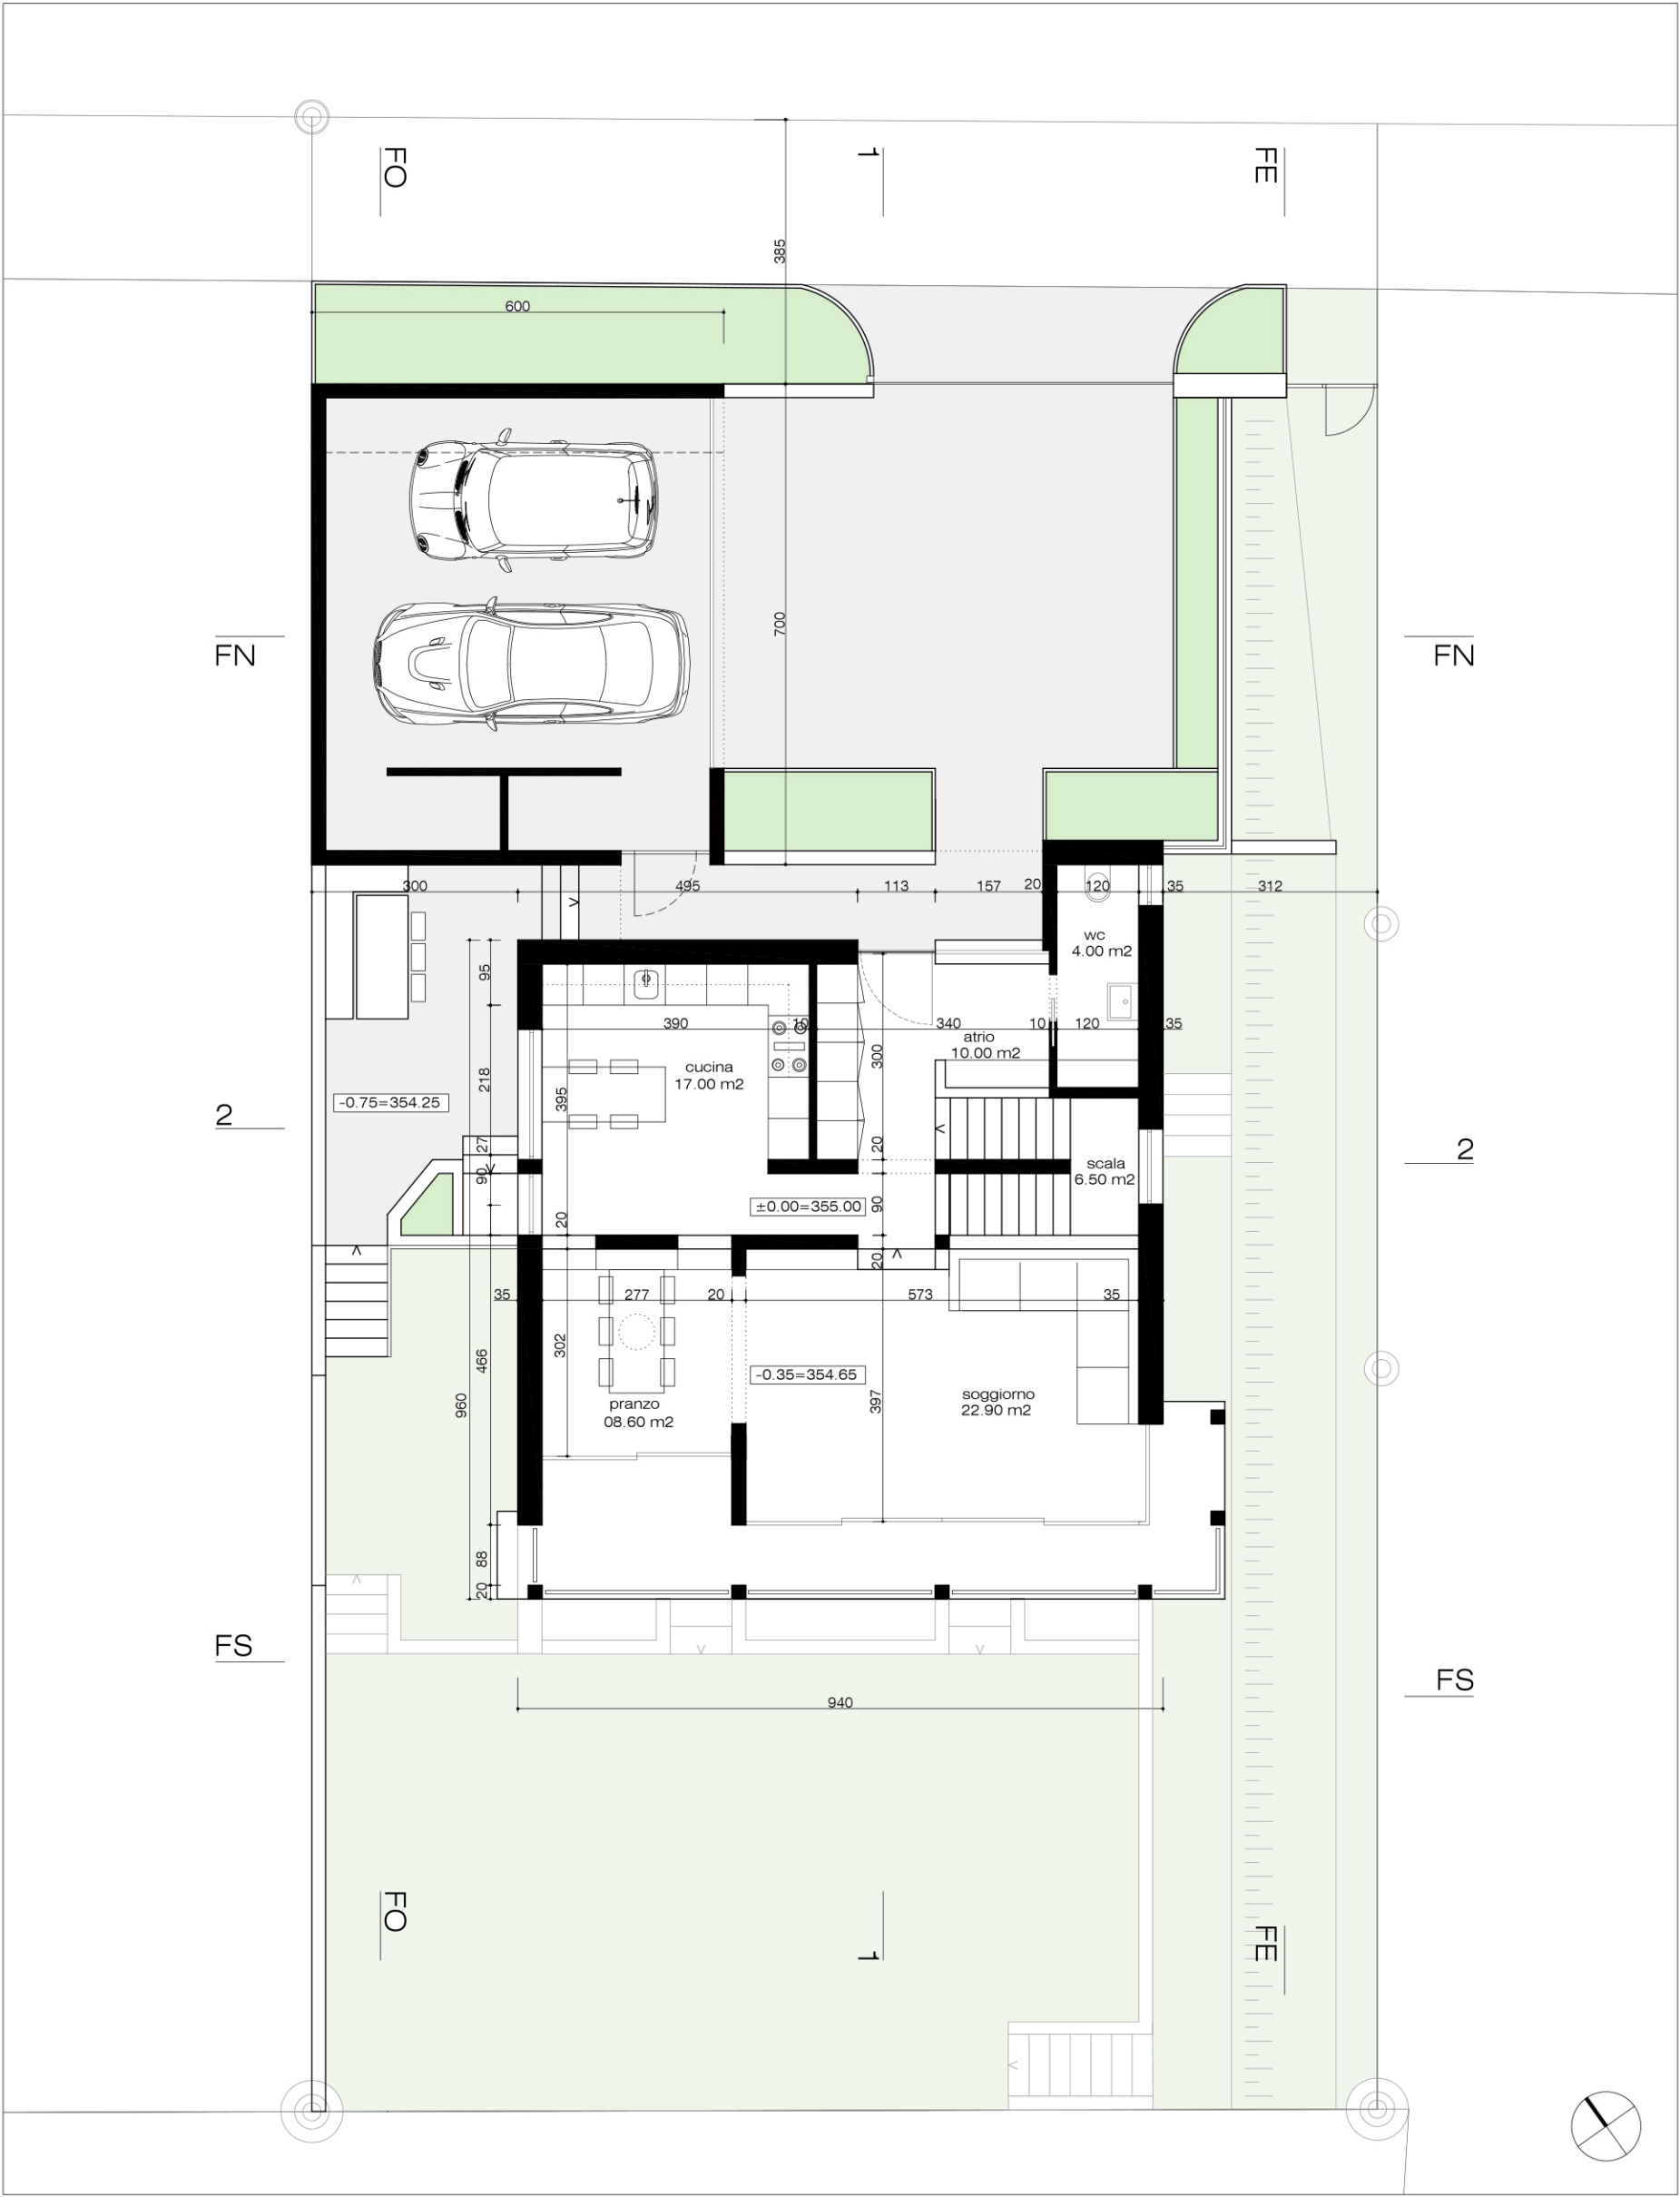 FO
1
FE
385
600
700
FN
FN
300
495
113
157
20
120
35
312
wc
4.00 m2
95
390
10
340
10
120
35
atrio
10.00 m2
300
cucina
17.00 m2
218
395
-0.75=354.25
2
2
27
20
scala
6.50 m2
90
±0.00=355.00
90
20
20
35
277
20
573
35
302
466
-0.35=354.65
397
960
pranzo
08.60 m2
soggiorno
22.90 m2
88
20
FS
FS
940
FO
1
FE